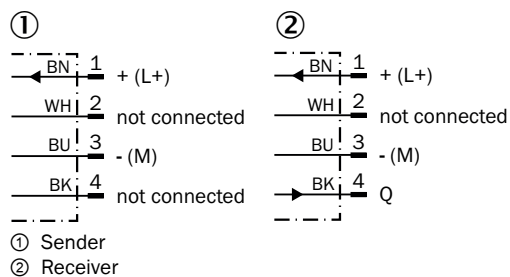 ①
BN 1 + (L+)
WH 2 not connected
BU 3 - (M)
BK 4 not connected
②
BN 1 + (L+)
WH 2 not connected
BU 3 - (M)
BK 4 Q
① Sender
② Receiver